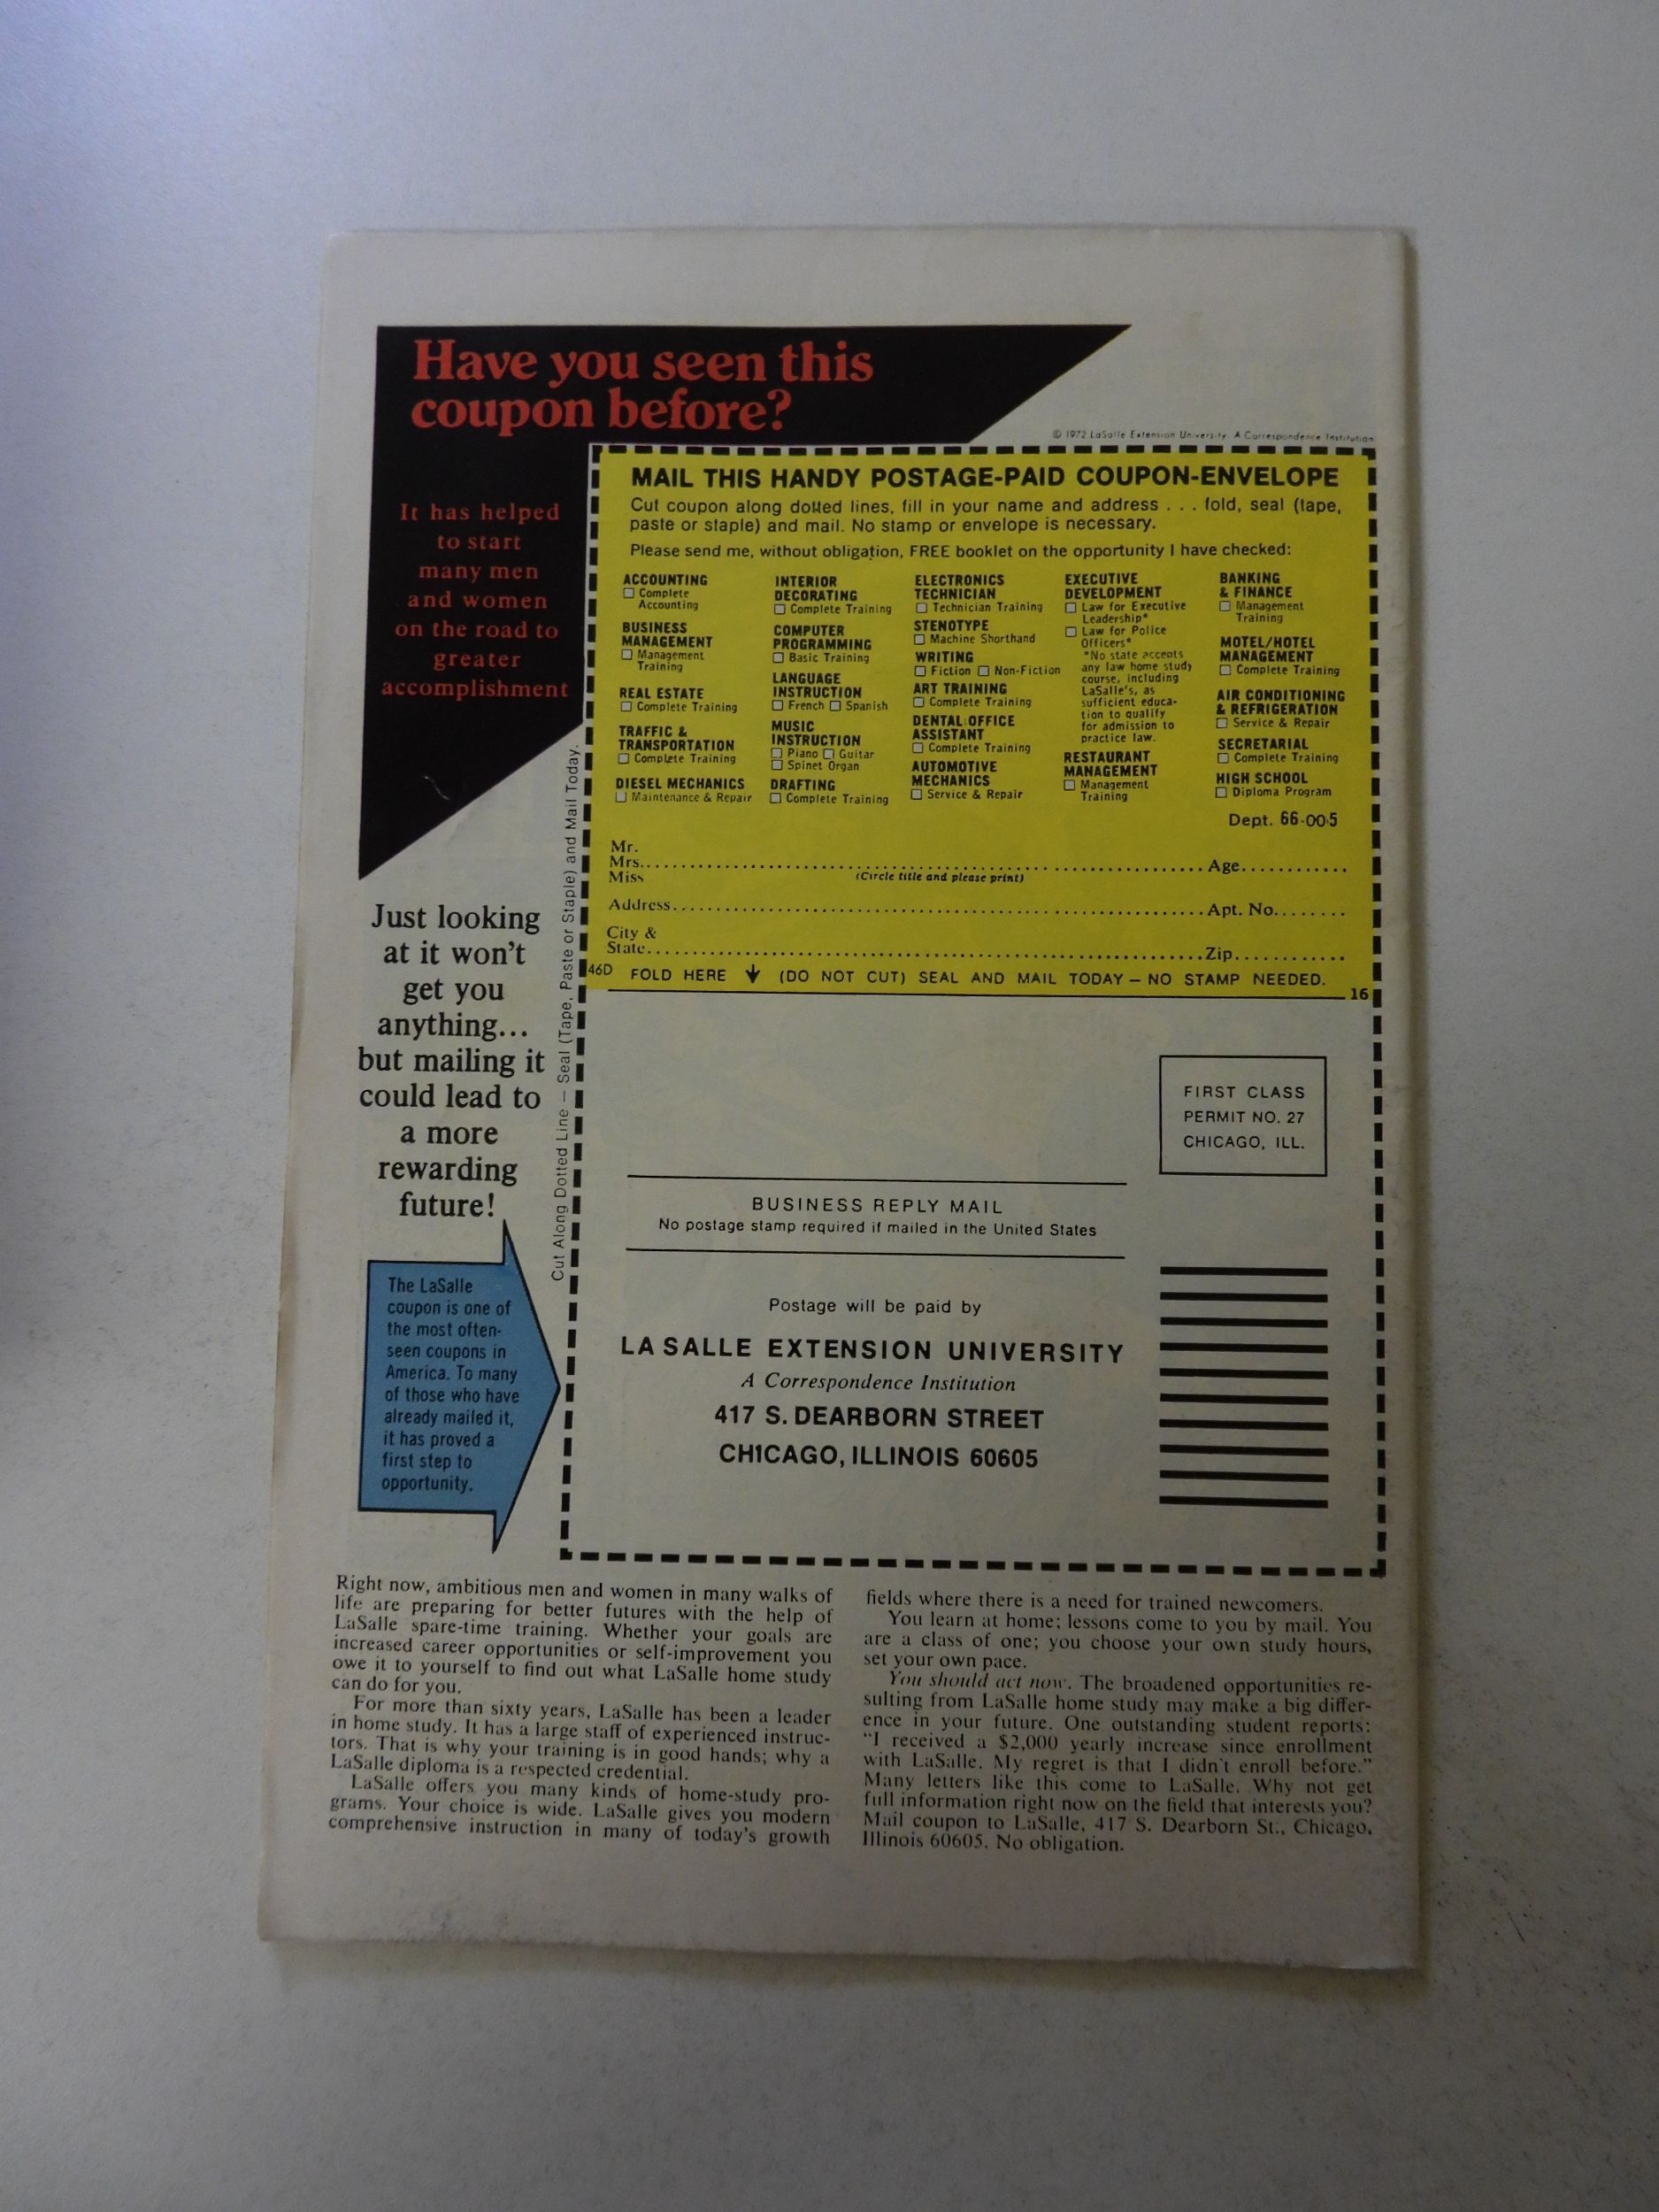 Have you seen this
coupon before?
© 1972 LaSalle Extension University A Correspondence Institution
It has helped
to start
many men
and women
on the road to
greater
accomplishment
Just looking
at it won't
get you
anything...
but mailing it
could lead to
a more
rewarding
future!
The LaSalle
coupon is one of
the most often-
seen coupons in
America. To many
of those who have
already mailed it,
it has proved a
first step to
opportunity.
Cut Along Dotted Line — Seal (Tape, Paste or Staple) and Mail Today.
MAIL THIS HANDY POSTAGE-PAID COUPON-ENVELOPE
Cut coupon along dotted lines, fill in your name and address . . . fold, seal (tape,
paste or staple) and mail. No stamp or envelope is necessary.
Please send me, without obligation, FREE booklet on the opportunity I have checked:
ACCOUNTING
Complete
Accounting
BUSINESS
MANAGEMENT
Management
Training
REAL ESTATE
Complete Training
TRAFFIC &
TRANSPORTATION
Complete Training
DIESEL MECHANICS
Maintenance & Repair
INTERIOR
DECORATING
Complete Training
COMPUTER
PROGRAMMING
Basic Training
LANGUAGE
INSTRUCTION
French Spanish
MUSIC
INSTRUCTION
Piano Guitar
Spinet Organ
DRAFTING
Complete Training
ELECTRONICS
TECHNICIAN
Technician Training
STENOTYPE
Machine Shorthand
WRITING
Fiction Non-Fiction
ART TRAINING
Complete Training
DENTAL OFFICE
ASSISTANT
Complete Training
AUTOMOTIVE
MECHANICS
Service & Repair
EXECUTIVE
DEVELOPMENT
Law for Executive
Leadership*
Law for Police
Officers*
*No state accepts
any law home study
course, including
LaSalle's, as
sufficient educa-
tion to qualify
for admission to
practice law.
RESTAURANT
MANAGEMENT
Management
Training
BANKING
& FINANCE
Management
Training
MOTEL/HOTEL
MANAGEMENT
Complete Training
AIR CONDITIONING
& REFRIGERATION
Service & Repair
SECRETARIAL
Complete Training
HIGH SCHOOL
Diploma Program
Dept. 66-005
Mr.
Mrs. Age
Miss (Circle title and please print)
Address Apt. No.
City &
State Zip
46D FOLD HERE (DO NOT CUT) SEAL AND MAIL TODAY – NO STAMP NEEDED.
16
FIRST CLASS
PERMIT NO. 27
CHICAGO, ILL.
BUSINESS REPLY MAIL
No postage stamp required if mailed in the United States
Postage will be paid by
LA SALLE EXTENSION UNIVERSITY
A Correspondence Institution
417 S. DEARBORN STREET
CHICAGO, ILLINOIS 60605
Right now, ambitious men and women in many walks of
life are preparing for better futures with the help of
LaSalle spare-time training. Whether your goals are
increased career opportunities or self-improvement you
owe it to yourself to find out what LaSalle home study
can do for you.
For more than sixty years, LaSalle has been a leader
in home study. It has a large staff of experienced instruc-
tors. That is why your training is in good hands; why a
LaSalle diploma is a respected credential.
LaSalle offers you many kinds of home-study pro-
grams. Your choice is wide. LaSalle gives you modern
comprehensive instruction in many of today's growth
fields where there is a need for trained newcomers.
You learn at home; lessons come to you by mail. You
are a class of one; you choose your own study hours,
set your own pace.
You should act now. The broadened opportunities re-
sulting from LaSalle home study may make a big differ-
ence in your future. One outstanding student reports:
"I received a $2,000 yearly increase since enrollment
with LaSalle. My regret is that I didn't enroll before."
Many letters like this come to LaSalle. Why not get
full information right now on the field that interests you?
Mail coupon to LaSalle, 417 S. Dearborn St., Chicago,
Illinois 60605. No obligation.